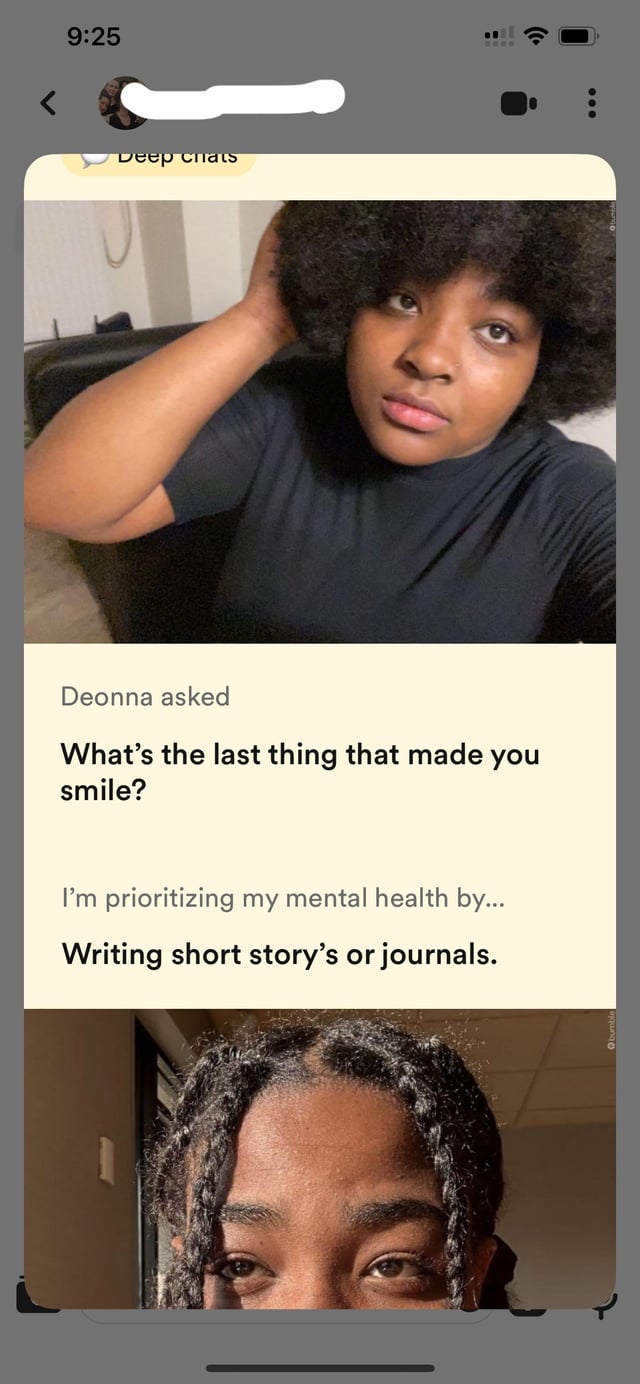 9:25
Deep chats
bumble
Deonna asked
What's the last thing that made you
smile?
I'm prioritizing my mental health by...
Writing short story's or journals.
bumble